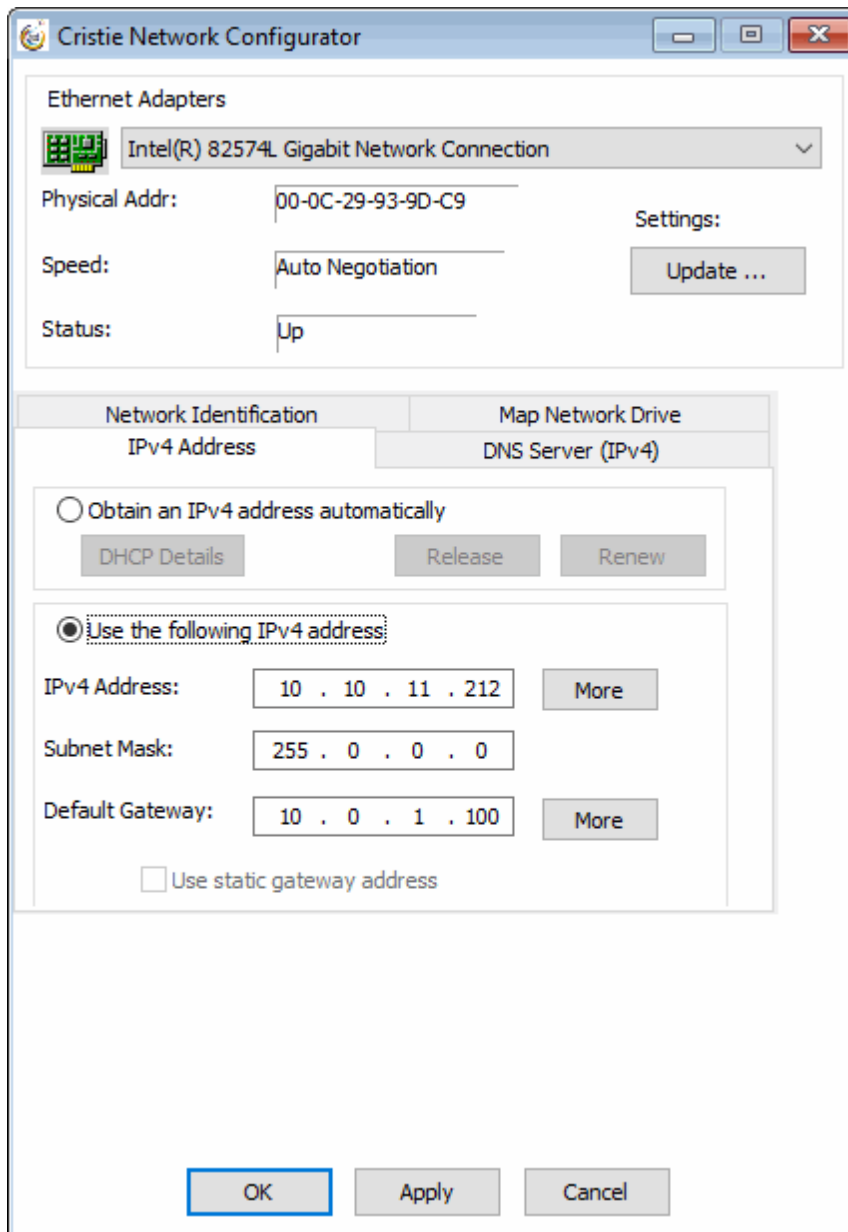 Cristie Network Configurator
Ethernet Adapters
Intel(R) 82574L Gigabit Network Connection
Physical Addr: 00-0C-29-93-9D-C9
Settings:
Speed: Auto Negotiation
Update ...
Status: Up
Network Identification Map Network Drive
IPv4 Address DNS Server (IPv4)
Obtain an IPv4 address automatically
DHCP Details Release Renew
Use the following IPv4 address
IPv4 Address: 10 . 10 . 11 . 212 More
Subnet Mask: 255 . 0 . 0 . 0
Default Gateway: 10 . 0 . 1 . 100 More
Use static gateway address
OK Apply Cancel